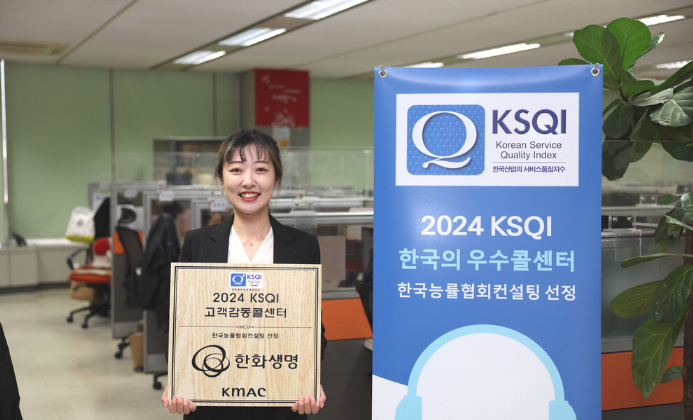 KSQI
2024 KSQI
고객감동콜센터
한국능률협회컨설팅 선정
한화생명
KMAC
KSQI
Korean Service
Quality Index
한국산업의 서비스품질지수
2024 KSQI
한국의 우수콜센터
한국능률협회컨설팅 선정